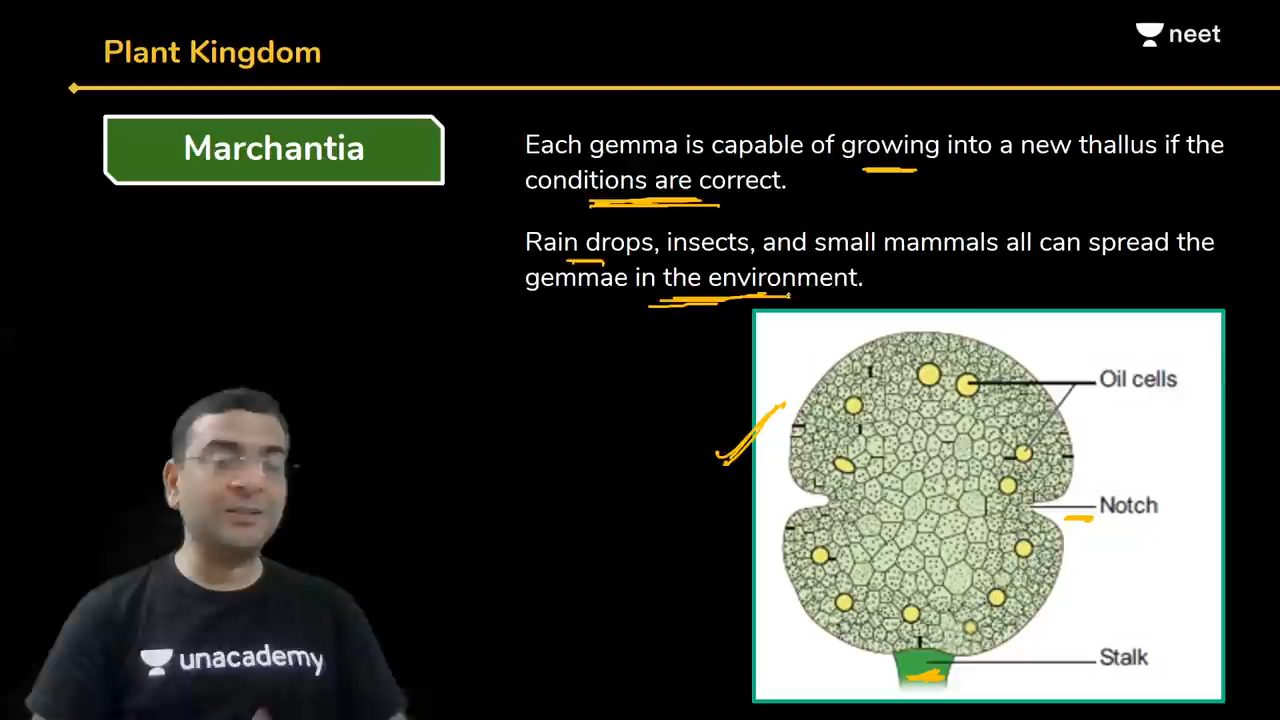 Plant Kingdom
neet
Marchantia
Each gemma is capable of growing into a new thallus if the
conditions are correct.
Rain drops, insects, and small mammals all can spread the
gemmae in the environment.
Oil cells
Notch
Stalk
unacademy